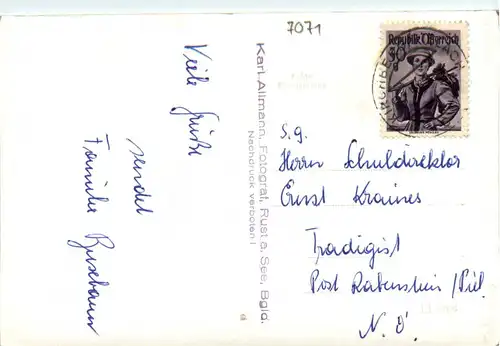 7071
Viele Grüße
sendet
Familie
Karl Allmann, Fotograf, Rust a. See, Bgld.
Nachdruck verboten!
Republik Österreich
S.g.
Herrn Schuldirektor
Ernst Kraines
Tradigist
Post Rabenstein/Piel
N.Ö.